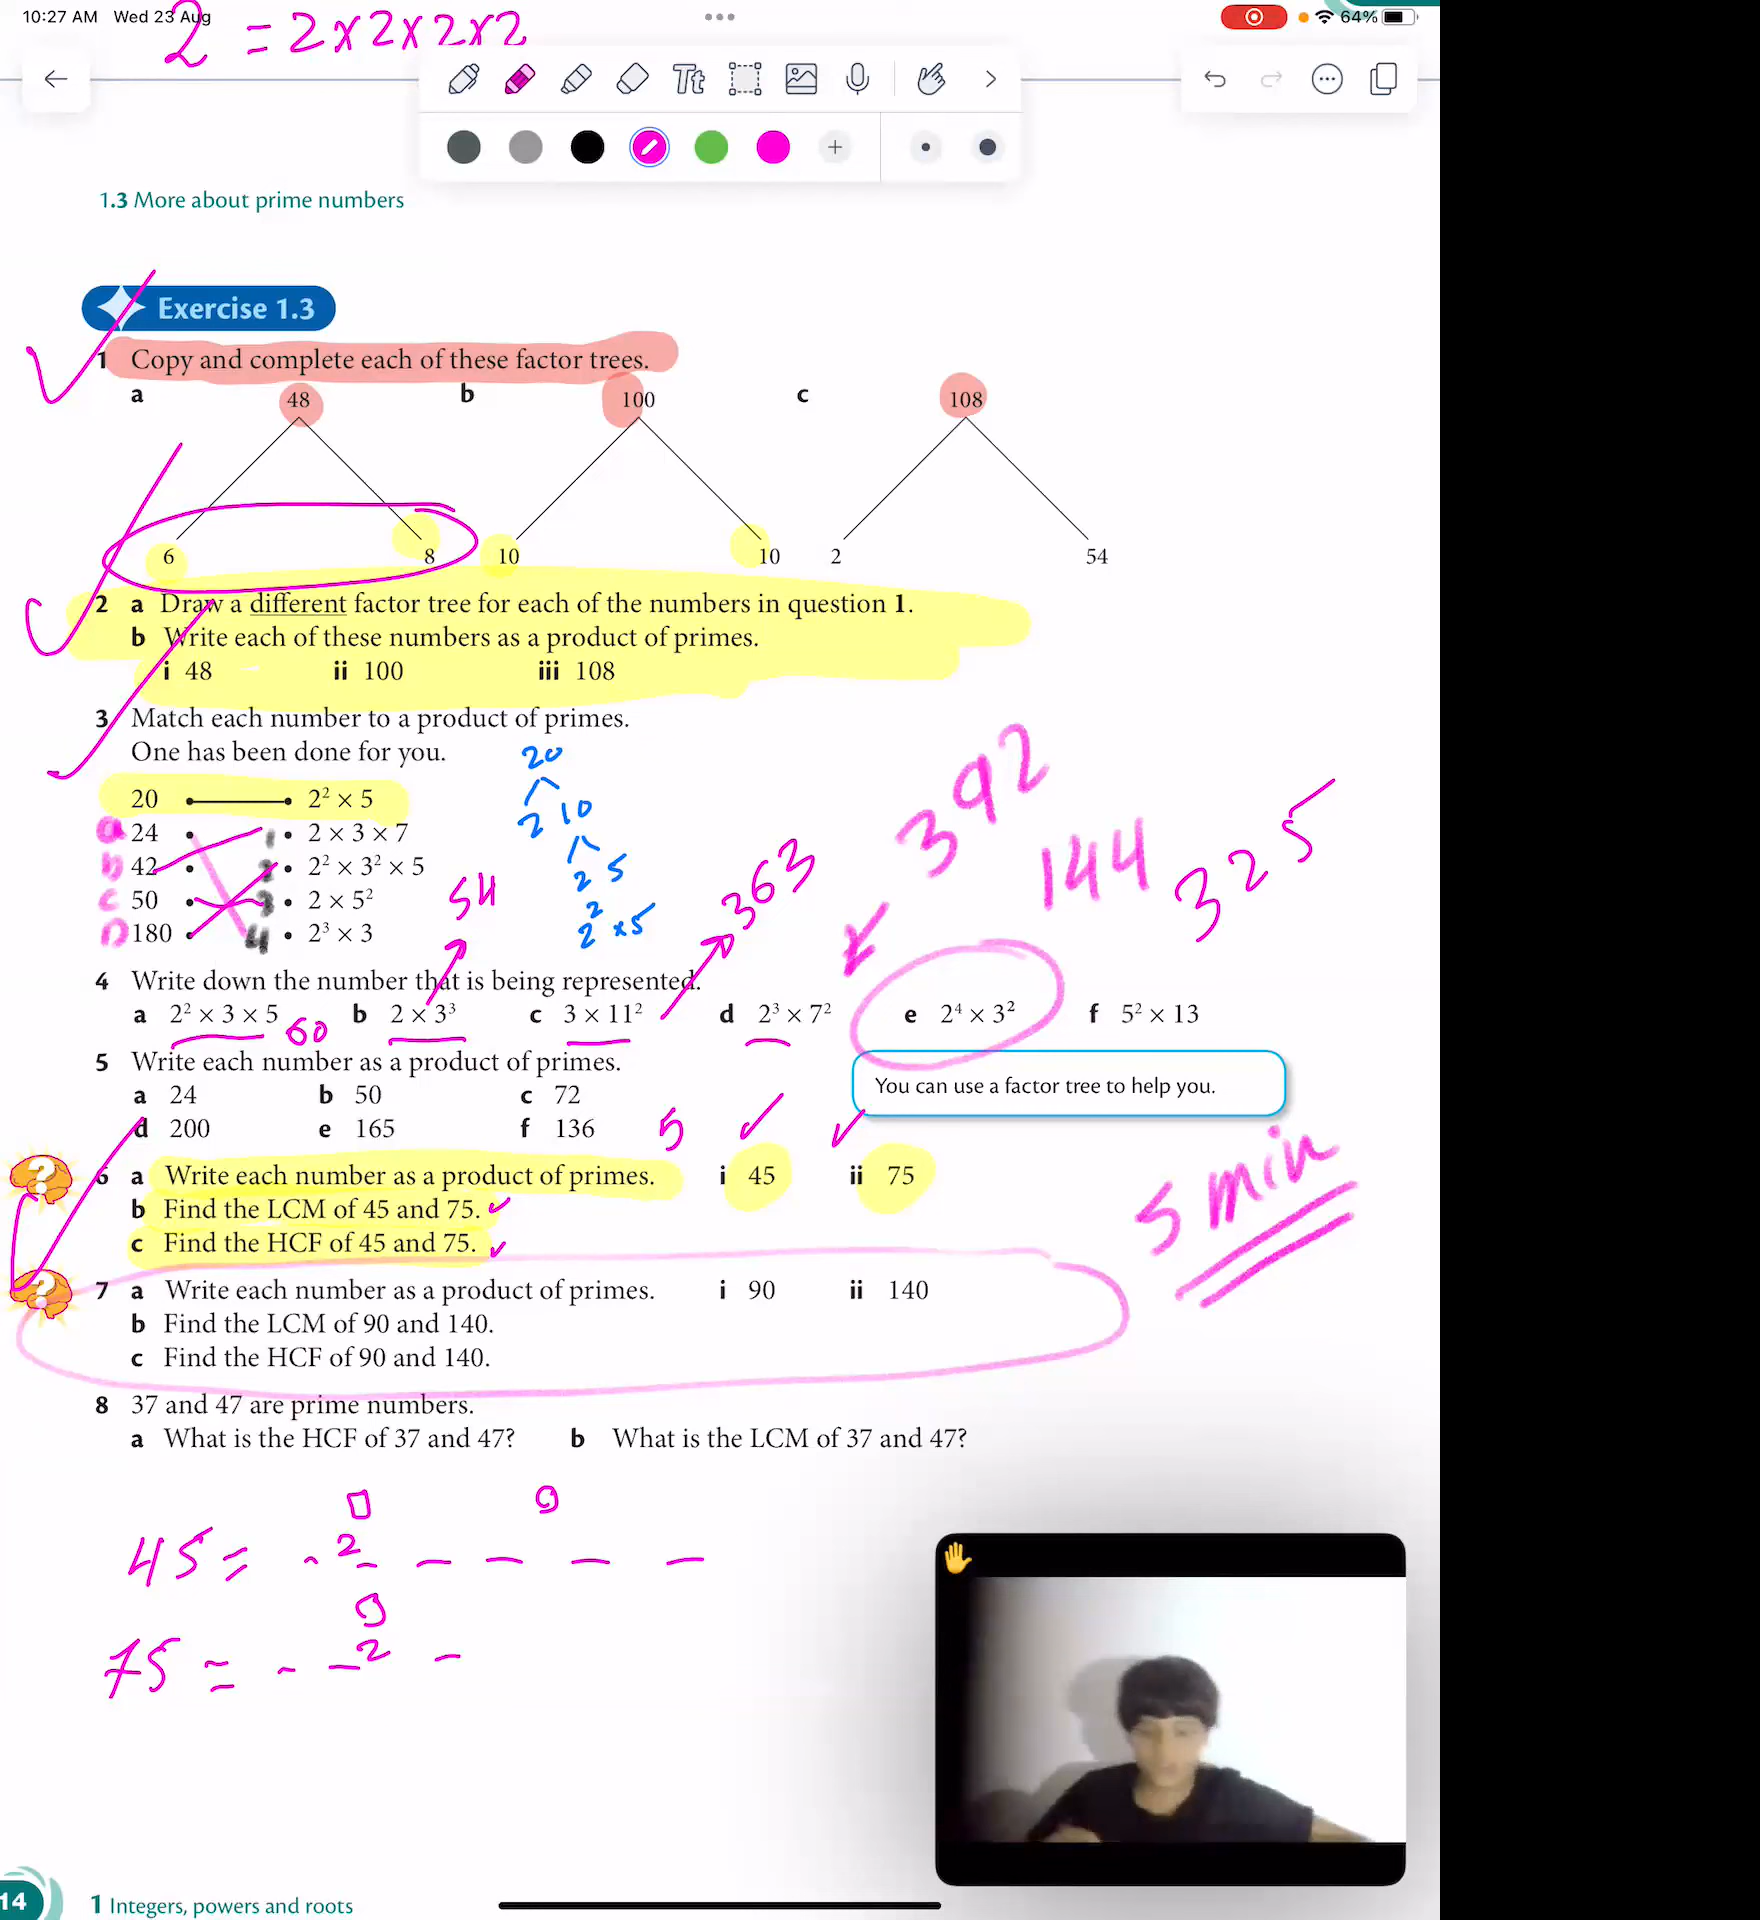 10:27 AM Wed 23 Aug
64%
2 = 2x2x2x2
Tt
1.3 More about prime numbers
Exercise 1.3
1 Copy and complete each of these factor trees.
a 48 b 100 c 108
6 8 10 10 2 54
2 a Draw a different factor tree for each of the numbers in question 1.
b Write each of these numbers as a product of primes.
i 48 ii 100 iii 108
3 Match each number to a product of primes.
One has been done for you.
20 2² × 5
a 24 1 2 × 3 × 7
b 42 2 2² × 3² × 5
c 50 3 2 × 5²
D 180 4 2³ × 3
20
2 10
2 5
2² x5
54
363
392
144
325
4 Write down the number that is being represented.
a 2² × 3 × 5 60 b 2 × 3³ c 3 × 11² d 2³ × 7² e 2⁴ × 3² f 5² × 13
5 Write each number as a product of primes.
a 24 b 50 c 72
You can use a factor tree to help you.
d 200 e 165 f 136
5
6 a Write each number as a product of primes. i 45 ii 75
b Find the LCM of 45 and 75.
c Find the HCF of 45 and 75.
5 min
7 a Write each number as a product of primes. i 90 ii 140
b Find the LCM of 90 and 140.
c Find the HCF of 90 and 140.
8 37 and 47 are prime numbers.
a What is the HCF of 37 and 47? b What is the LCM of 37 and 47?
45 = - 2 - - - -
75 = - - 2 -
14 1 Integers, powers and roots